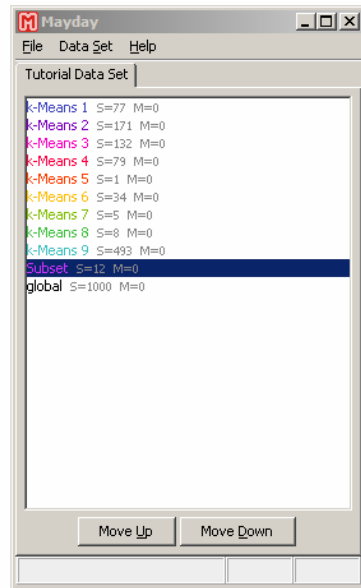 Mayday
File Data Set Help
Tutorial Data Set
k-Means 1 S=77 M=0
k-Means 2 S=171 M=0
k-Means 3 S=132 M=0
k-Means 4 S=79 M=0
k-Means 5 S=1 M=0
k-Means 6 S=34 M=0
k-Means 7 S=5 M=0
k-Means 8 S=8 M=0
k-Means 9 S=493 M=0
Subset S=12 M=0
global S=1000 M=0
Move Up Move Down